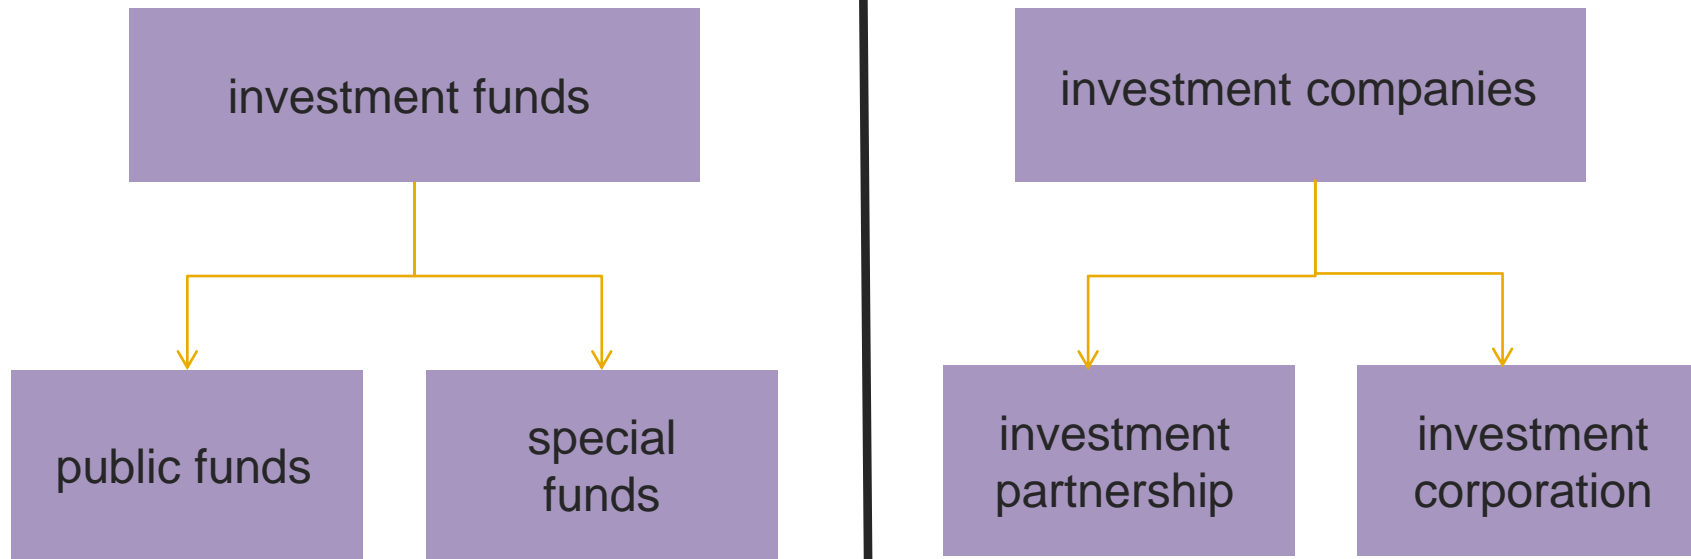 investment funds
investment companies
public funds
special
funds
investment
partnership
investment
corporation